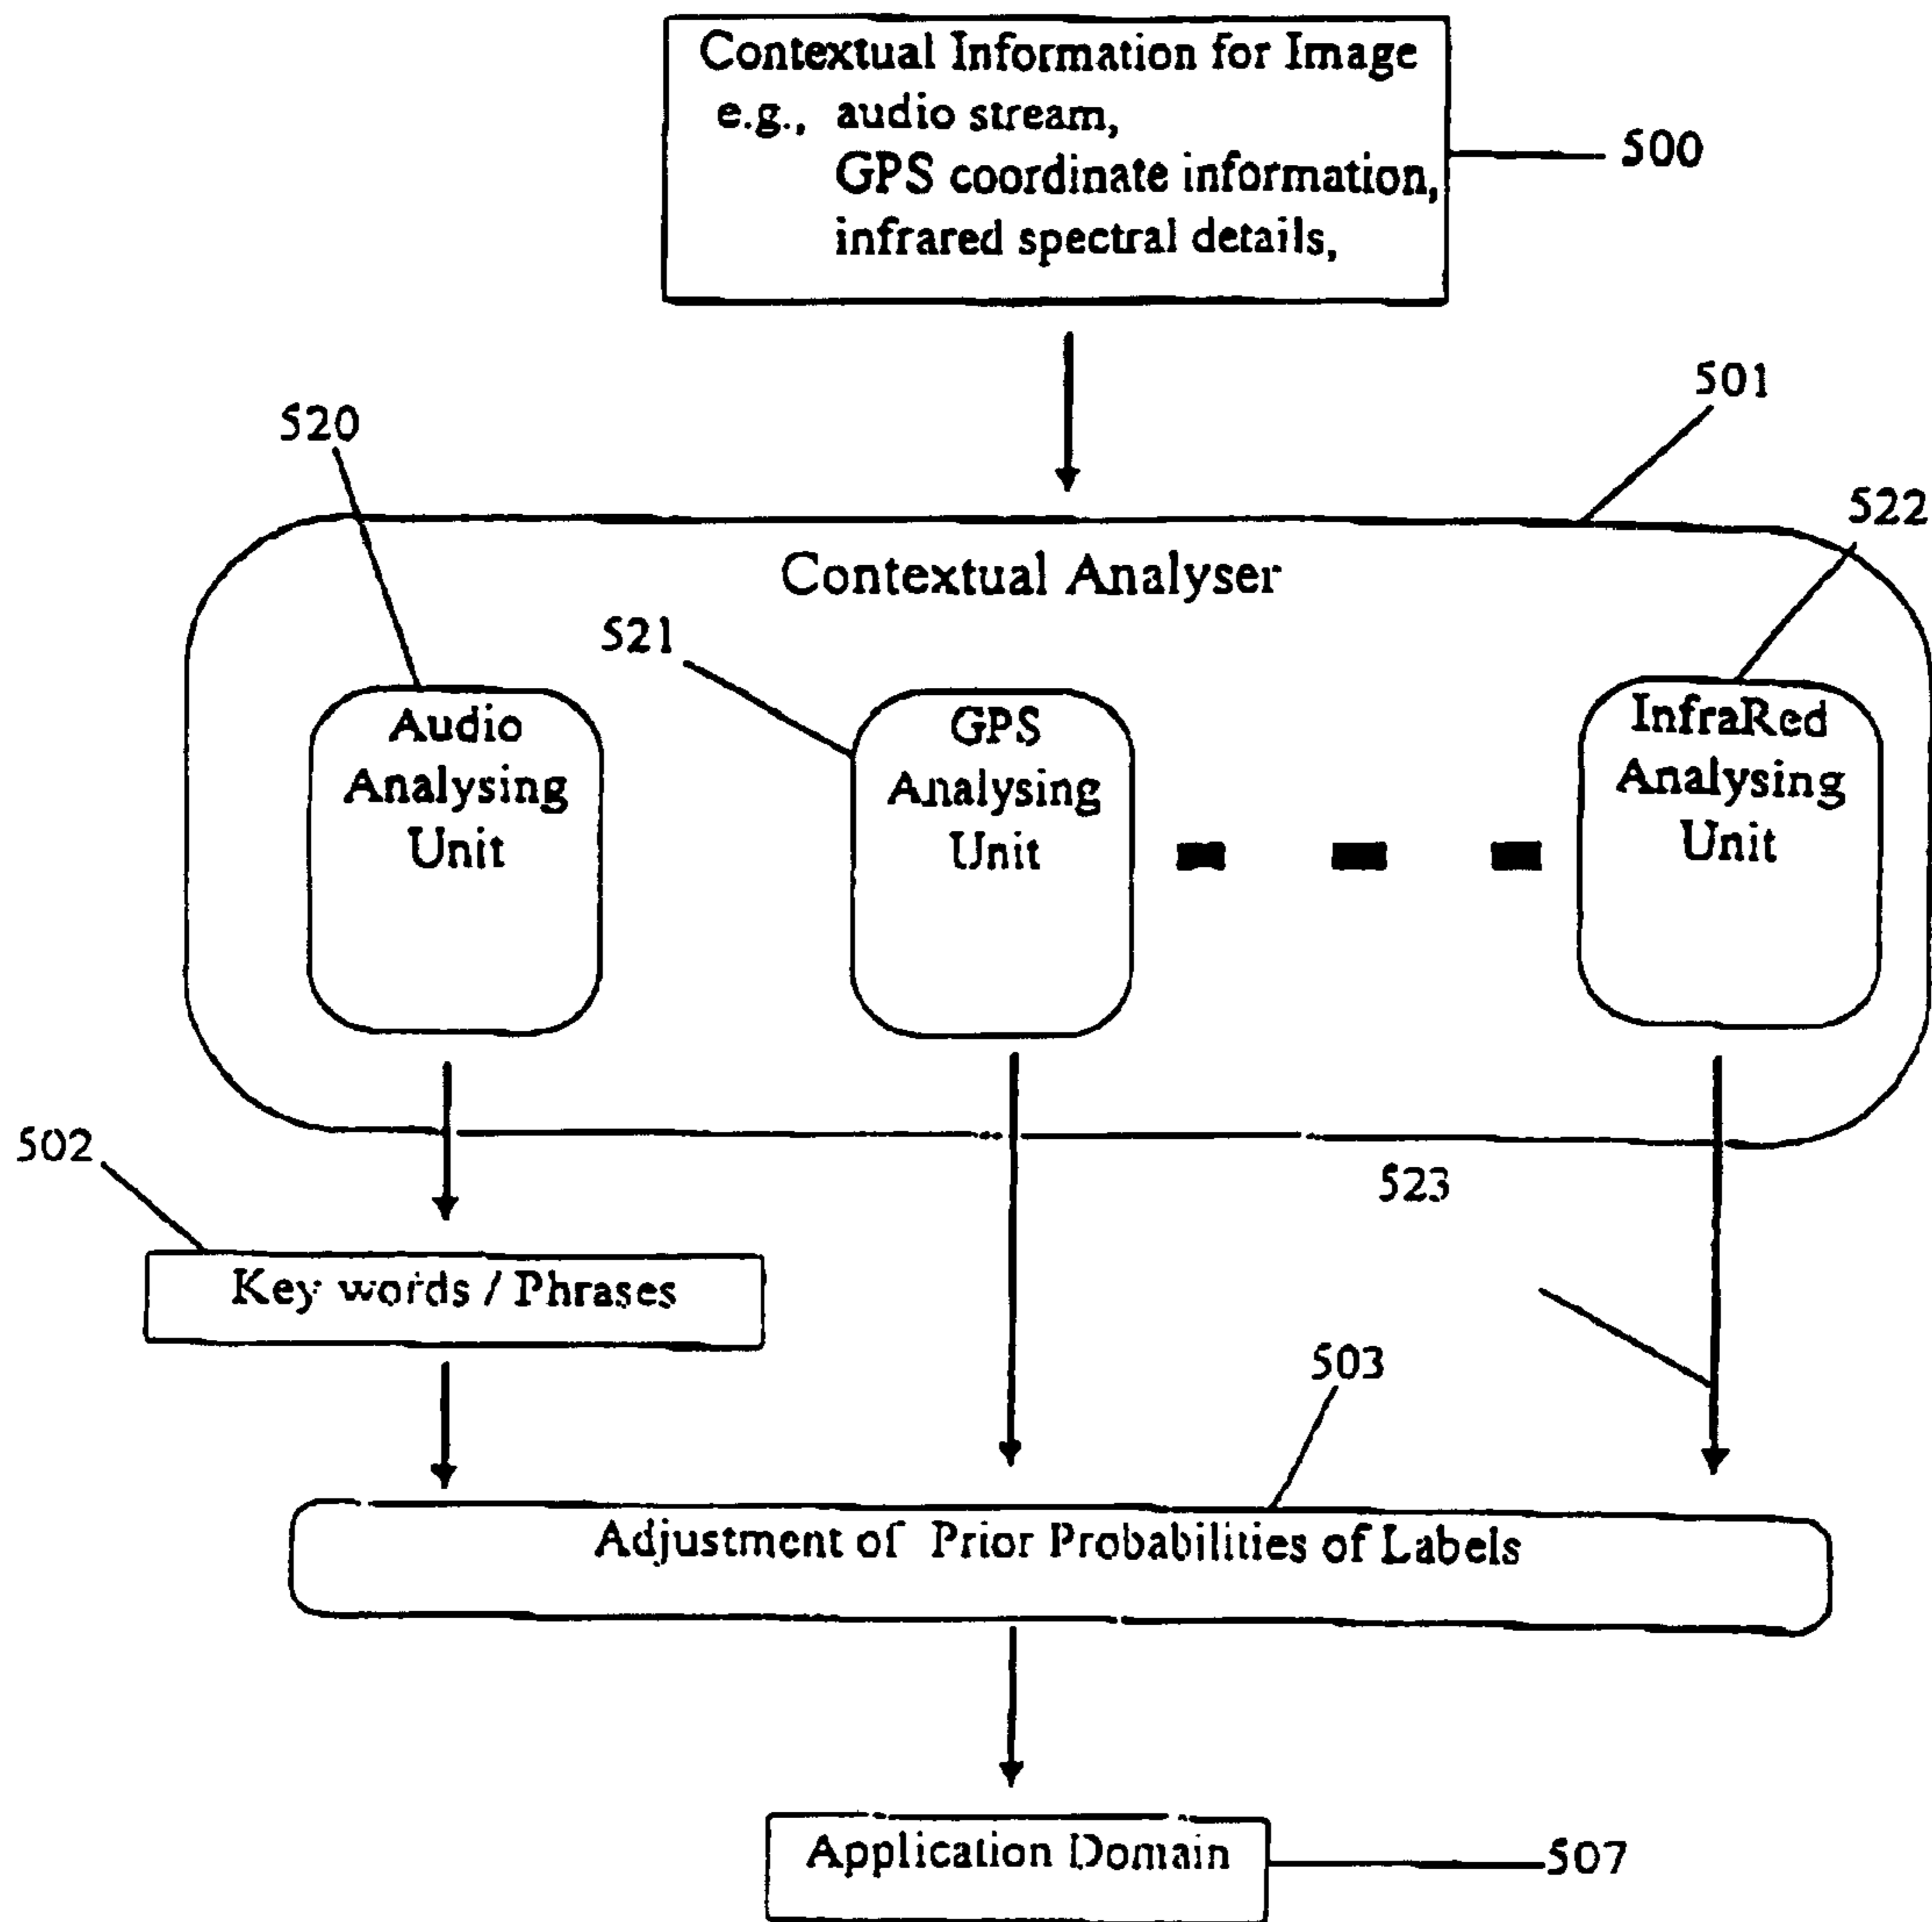 Contextual Information for Image
e.g., audio stream,
GPS coordinate information,
infrared spectral details,
500
501
520
522
Contextual Analyser
521
Audio
Analysing
Unit
GPS
Analysing
Unit
InfraRed
Analysing
Unit
502
523
Key words / Phrases
503
Adjustment of Prior Probabilities of Labels
Application Domain
507